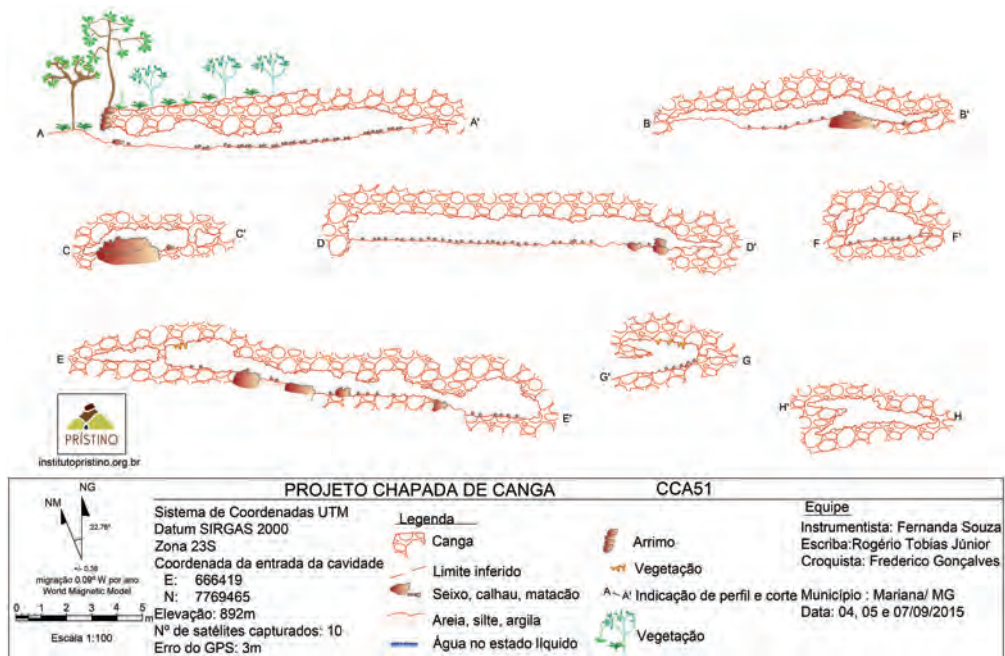 A
A'
B
B'
C
C'
D
D'
F
F'
E
E'
G'
G
H'
H
PRÍSTINO
institutopristino.org.br
PROJETO CHAPADA DE CANGA
CCA51
NM
NG
22.78°
+/- 0.38
migração 0.09º W por ano
World Magnetic Model
0 1 2 3 4 5
m
Escala 1:100
Sistema de Coordenadas UTM
Datum SIRGAS 2000
Zona 23S
Coordenada da entrada da cavidade
E: 666419
N: 7769465
Elevação: 892m
Nº de satélites capturados: 10
Erro do GPS: 3m
Legenda
Canga
Limite inferido
Seixo, calhau, matacão
Areia, silte, argila
Água no estado líquido
Arrimo
Vegetação
A A' Indicação de perfil e corte
Vegetação
Equipe
Instrumentista: Fernanda Souza
Escriba:Rogério Tobias Júnior
Croquista: Frederico Gonçalves
Município : Mariana/ MG
Data: 04, 05 e 07/09/2015